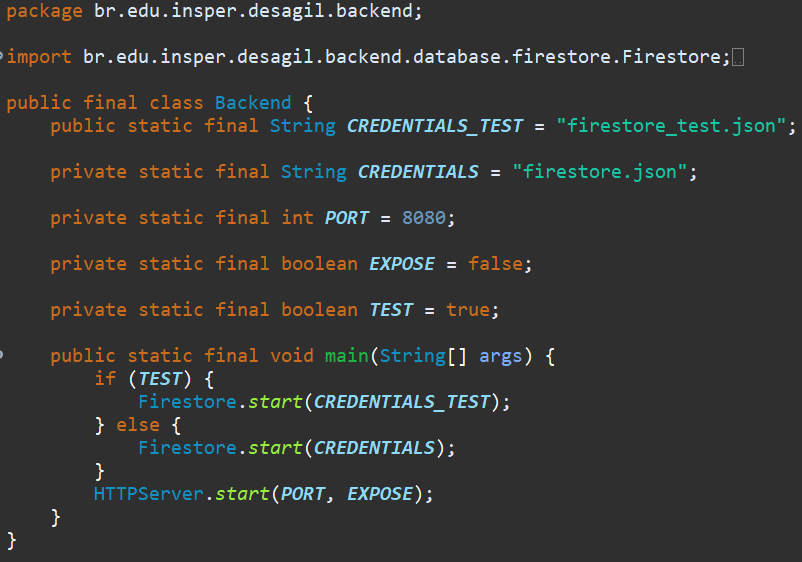 package br.edu.insper.desagil.backend;
import br.edu.insper.desagil.backend.database.firestore.Firestore;
public final class Backend {
public static final String CREDENTIALS_TEST = "firestore_test.json";
private static final String CREDENTIALS = "firestore.json";
private static final int PORT = 8080;
private static final boolean EXPOSE = false;
private static final boolean TEST = true;
public static final void main(String[] args) {
if (TEST) {
Firestore.start(CREDENTIALS_TEST);
} else {
Firestore.start(CREDENTIALS);
}
HTTPServer.start(PORT, EXPOSE);
}
}